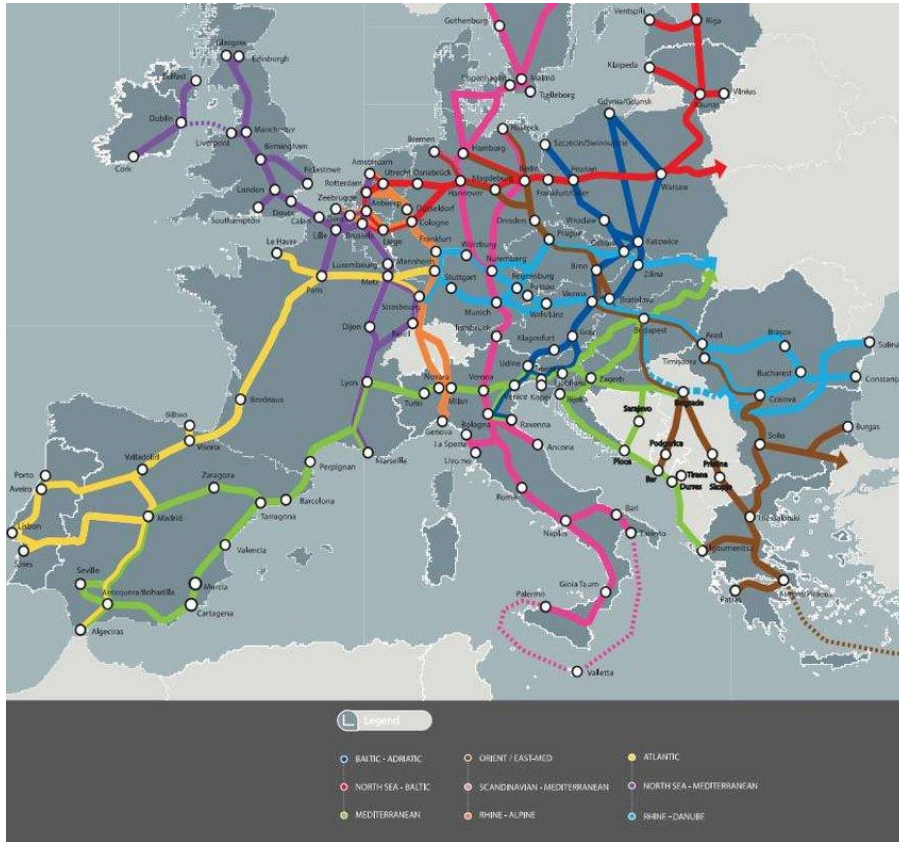 Gothenburg
Ventspils
Riga
Glasgow
Edinburgh
Klaipeda
Copenhagen
Malmö
Trelleborg
Vilnius
Kaunas
Belfast
Gdynia/Gdansk
Dublin
Liverpool
Manchester
Rostock
Hamburg
Bremen
Szczecin/Swinoujscie
Cork
Birmingham
Felixstowe
Amsterdam
Utrecht
Osnabrück
Berlin
Poznan
Rotterdam
Magdeburg
Hannover
Frankfurt/Oder
Warsaw
London
Zeebrugge
Antwerp
Düsseldorf
Southampton
Dover
Calais
Gent
Cologne
Dresden
Wroclaw
Lille
Brussels
Liège
Prague
Ostrava
Katowice
Le Havre
Frankfurt
Würzburg
Luxembourg
Mannheim
Nuremberg
Regensburg
Brno
Zilina
Paris
Metz
Stuttgart
Passau
Strasbourg
Munich
Wels/Linz
Vienna
Bratislava
Dijon
Basel
Innsbruck
Klagenfurt
Graz
Budapest
Arad
Brasov
Sulina
Udine
Timişoara
Bucharest
Constanta
Lyon
Novara
Milan
Verona
Ljubljana
Zagreb
Turin
Venice
Koper
Rijeka
Belgrade
Craiova
Bordeaux
Genova
Bologna
Ravenna
Sarajevo
Bilbao
Vitoria
La Spezia
Ancona
Sofia
Burgas
Marseille
Livorno
Podgorica
Ploce
Pristina
Porto
Valladolid
Zaragoza
Perpignan
Bar
Tirana
Durres
Skopje
Aveiro
Barcelona
Roma
Lisbon
Madrid
Tarragona
Bari
Thessaloniki
Naples
Taranto
Sines
Valencia
Igoumenitsa
Seville
Murcia
Gioia Tauro
Palermo
Patras
Athens/Piraeus
Antequera/Bobadilla
Cartagena
Algeciras
Valletta
Legend
BALTIC - ADRIATIC
ORIENT / EAST-MED
ATLANTIC
NORTH SEA - BALTIC
SCANDINAVIAN - MEDITERRANEAN
NORTH SEA - MEDITERRANEAN
MEDITERRANEAN
RHINE - ALPINE
RHINE - DANUBE